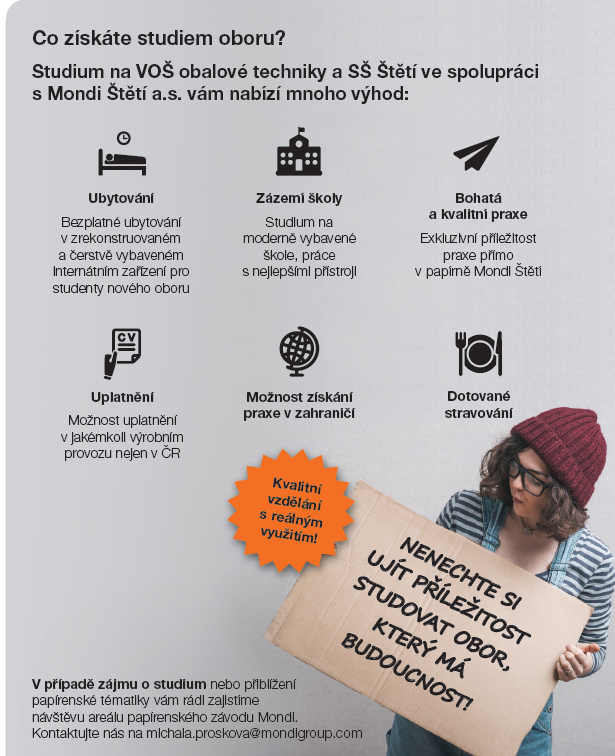 Co získáte studiem oboru?
Studium na VOŠ obalové techniky a SŠ Štětí ve spolupráci
s Mondi Štětí a.s. vám nabízí mnoho výhod:
Ubytování
Bezplatné ubytování
v zrekonstruovaném
a čerstvě vybaveném
internátním zařízení pro
studenty nového oboru
Zázemí školy
Studium na
moderně vybavené
škole, práce
s nejlepšími přístroji
Bohatá
a kvalitní praxe
Exkluzivní příležitost
praxe přímo
v papírně Mondi Štětí
CV
Uplatnění
Možnost uplatnění
v jakémkoli výrobním
provozu nejen v ČR
Možnost získání
praxe v zahraničí
Dotované
stravování
Kvalitní
vzdělání
s reálným
využitím!
NENECHTE SI
UJÍT PŘÍLEŽITOST
STUDOVAT OBOR,
KTERÝ MÁ
BUDOUCNOST!
V případě zájmu o studium nebo přiblížení
papírenské tématiky vám rádi zajistíme
návštěvu areálu papírenského závodu Mondi.
Kontaktujte nás na michala.proskova@mondigroup.com